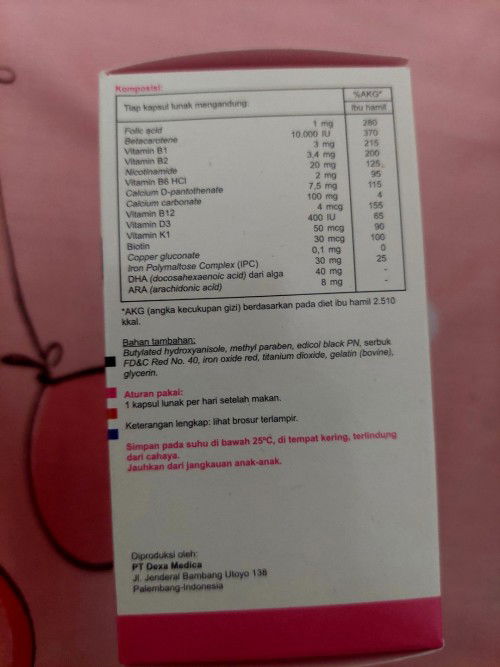 Komposisi:
Tiap kapsul lunak mengandung: %AKG*
Ibu hamil
Folic acid 1 mg 280
Betacarotene 10.000 IU 370
Vitamin B1 3 mg 215
Vitamin B2 3,4 mg 200
Nicotinamide 20 mg 125
Vitamin B6 HCl 2 mg 95
Calcium D-pantothenate 7,5 mg 115
Calcium carbonate 100 mg 4
Vitamin B12 4 mcg 155
Vitamin D3 400 IU 65
Vitamin K1 50 mcg 90
Biotin 30 mcg 100
Copper gluconate 0,1 mg 0
Iron Polymaltose Complex (IPC) 30 mg 25
DHA (docosahexaenoic acid) dari alga 40 mg -
ARA (arachidonic acid) 8 mg -
*AKG (angka kecukupan gizi) berdasarkan pada diet ibu hamil 2.510
kkal.
Bahan tambahan:
Butylated hydroxyanisole, methyl paraben, edicol black PN, serbuk
FD&C Red No. 40, iron oxide red, titanium dioxide, gelatin (bovine),
glycerin.
Aturan pakai:
1 kapsul lunak per hari setelah makan.
Keterangan lengkap: lihat brosur terlampir.
Simpan pada suhu di bawah 25°C, di tempat kering, terlindung
dari cahaya.
Jauhkan dari jangkauan anak-anak.
Diproduksi oleh:
PT Dexa Medica
Jl. Jenderal Bambang Utoyo 138
Palembang-Indonesia